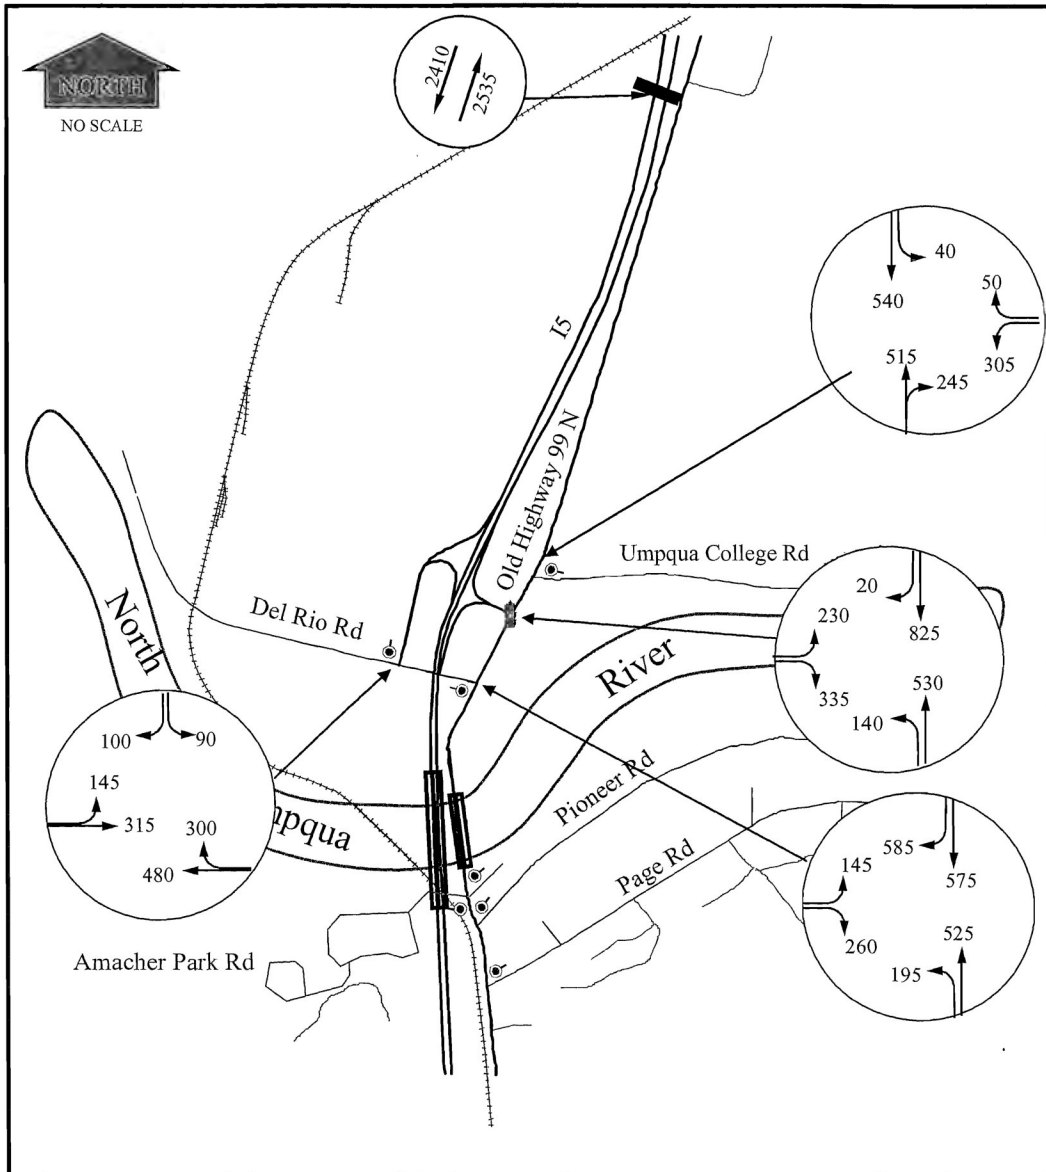 NORTH
NO SCALE
2410
2535
I5
40
540
50
515
245
305
Old Highway 99 N
Umpqua College Rd
20
230
825
335
530
140
Del Rio Rd
North
River
100
90
145
315
300
480
mpqua
Pioneer Rd
Page Rd
585
145
575
260
525
195
Amacher Park Rd